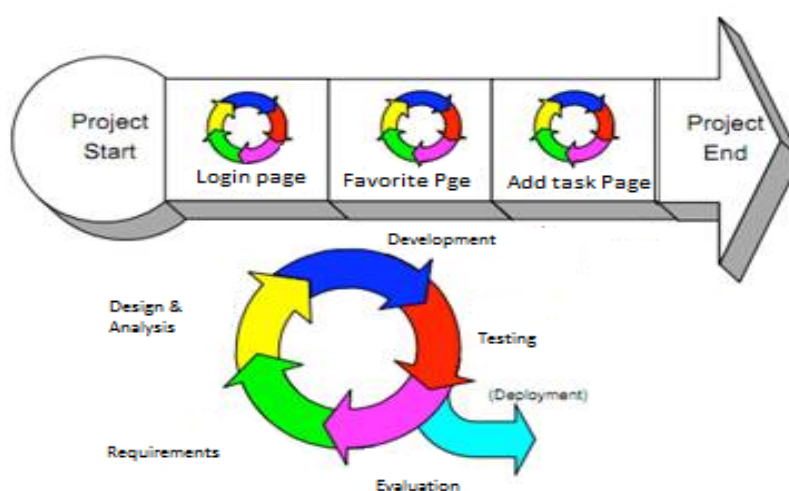 Project
Start
Login page
Favorite Pge
Add task Page
Project
End
Development
Design &
Analysis
Testing
(Deployment)
Requirements
Evaluation